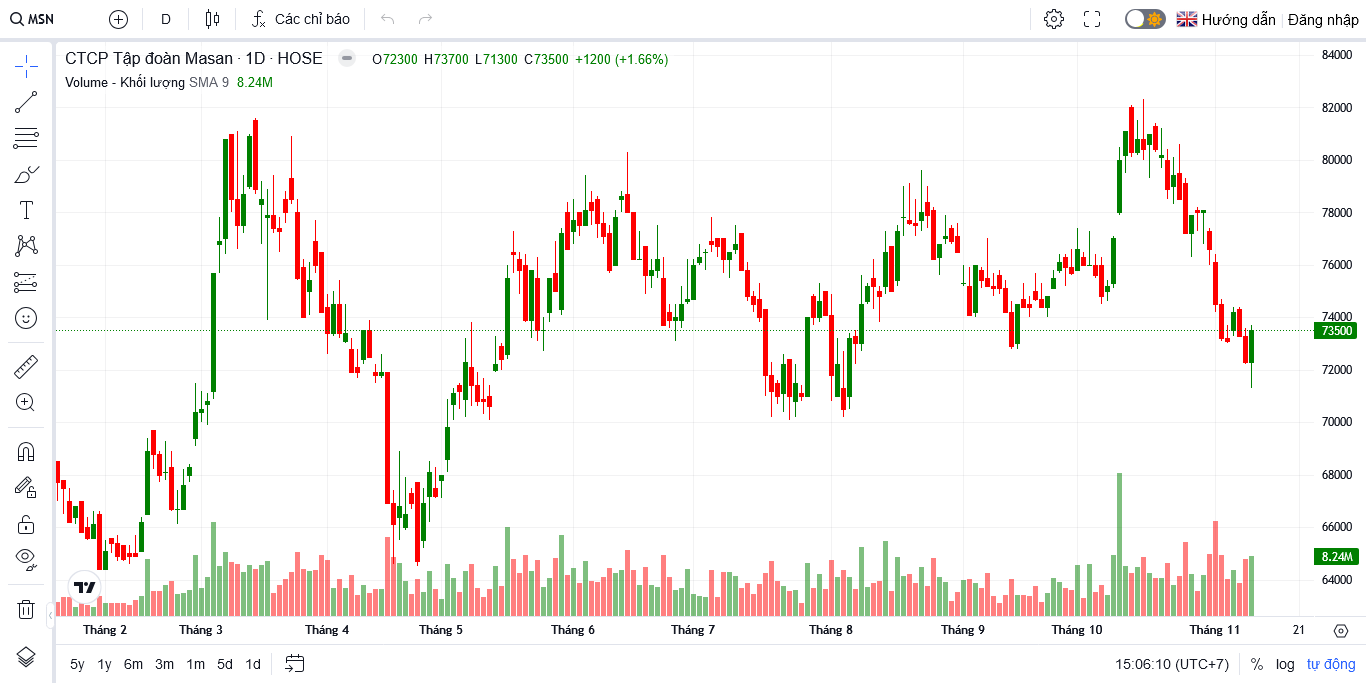 MSN D Các chỉ báo Hướng dẫn Đăng nhập
CTCP Tập đoàn Masan · 1D · HOSE O72300 H73700 L71300 C73500 +1200 (+1.66%)
Volume - Khối lượng SMA 9 8.24M
84000
82000
80000
78000
76000
74000
73500
72000
70000
68000
66000
8.24M
64000
Tháng 2 Tháng 3 Tháng 4 Tháng 5 Tháng 6 Tháng 7 Tháng 8 Tháng 9 Tháng 10 Tháng 11 21
5y 1y 6m 3m 1m 5d 1d 15:06:10 (UTC+7) % log tự động